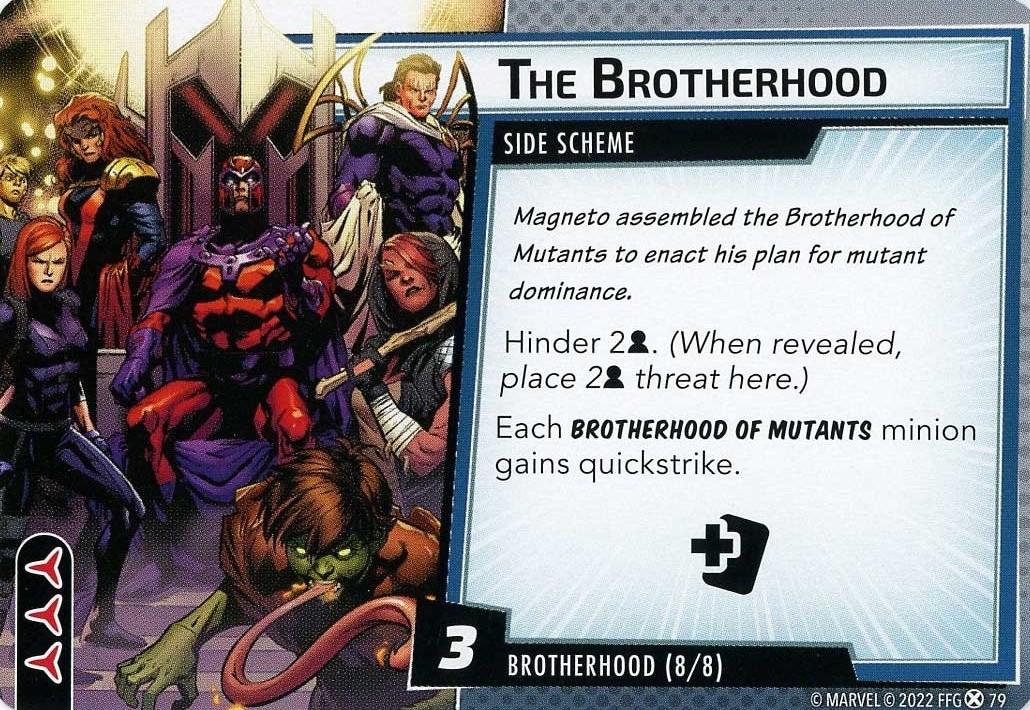 THE BROTHERHOOD
SIDE SCHEME
Magneto assembled the Brotherhood of
Mutants to enact his plan for mutant
dominance.
Hinder 2. (When revealed,
place 2 threat here.)
Each BROTHERHOOD OF MUTANTS minion
gains quickstrike.
3
BROTHERHOOD (8/8)
© MARVEL © 2022 FFG 79